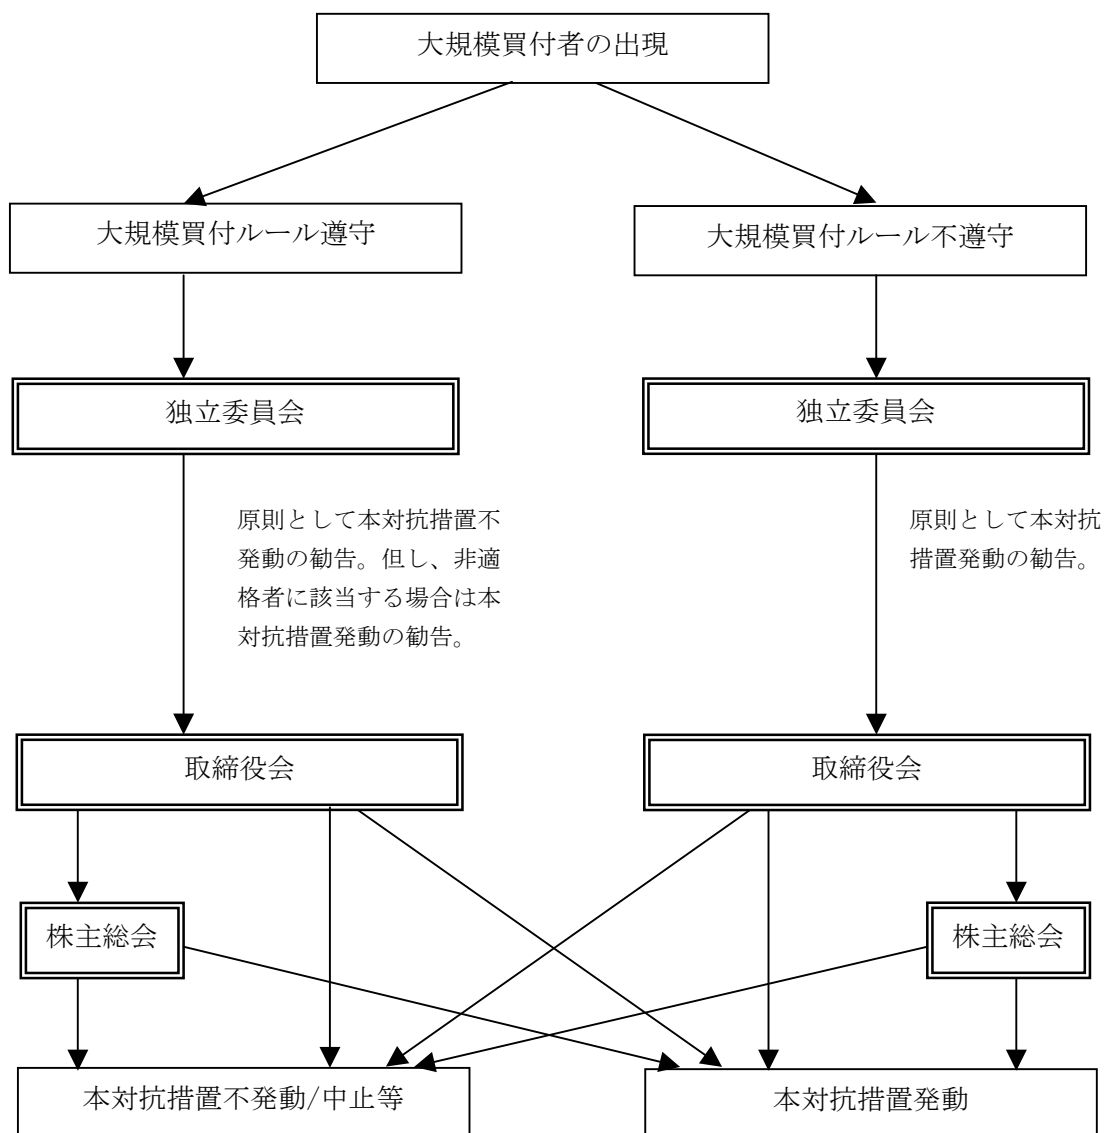 大規模買付者の出現
大規模買付ルール遵守
大規模買付ルール不遵守
独立委員会
独立委員会
原則として本対抗措置不
発動の勧告。但し、非適
格者に該当する場合は本
対抗措置発動の勧告。
原則として本対抗
措置発動の勧告。
取締役会
取締役会
株主総会
株主総会
本対抗措置不発動/中止等
本対抗措置発動